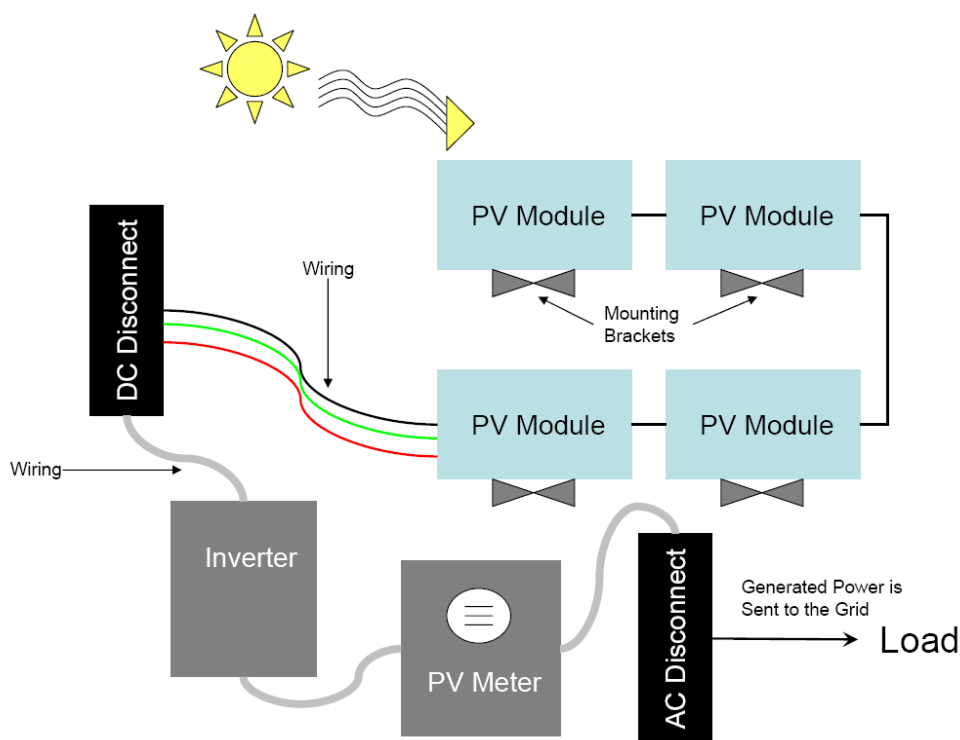 PV Module
PV Module
DC Disconnect
Wiring
Mounting
Brackets
PV Module
PV Module
Wiring
Inverter
PV Meter
AC Disconnect
Generated Power is
Sent to the Grid
Load